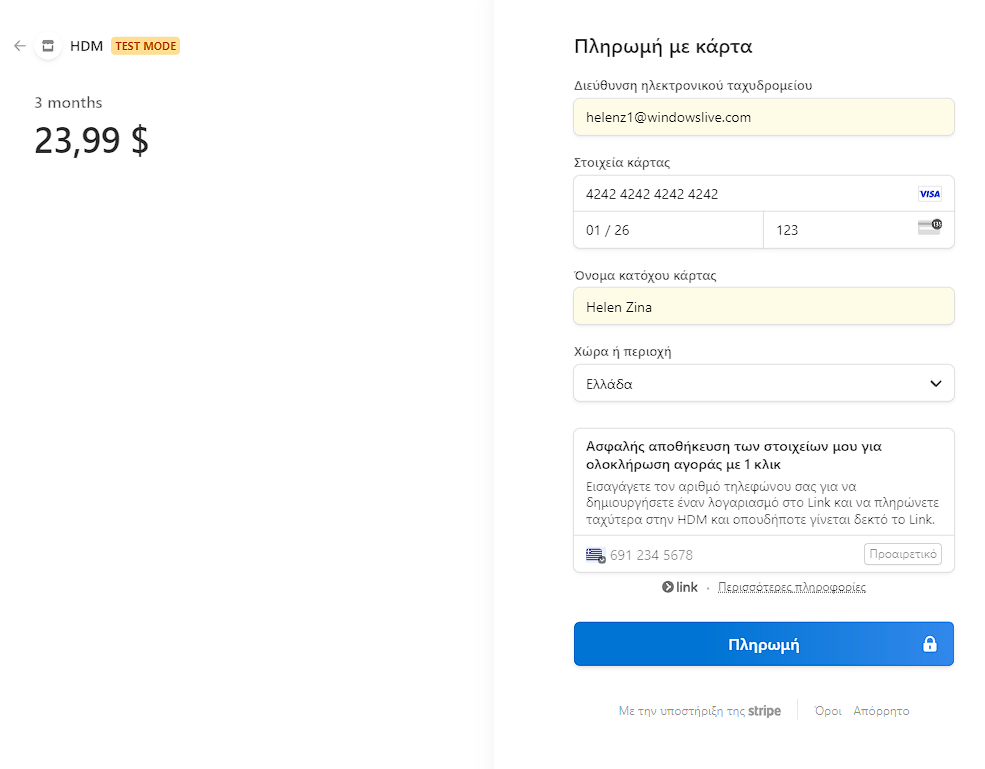 HDM TEST MODE
3 months
23,99 $
Πληρωμή με κάρτα
Διεύθυνση ηλεκτρονικού ταχυδρομείου
helenz1@windowslive.com
Στοιχεία κάρτας
4242 4242 4242 4242 VISA
01 / 26 123
Όνομα κατόχου κάρτας
Helen Zina
Χώρα ή περιοχή
Ελλάδα
Ασφαλής αποθήκευση των στοιχείων μου για
ολοκλήρωση αγοράς με 1 κλικ
Εισαγάγετε τον αριθμό τηλεφώνου σας για να
δημιουργήσετε έναν λογαριασμό στο Link και να πληρώνετε
ταχύτερα στην HDM και οπουδήποτε γίνεται δεκτό το Link.
691 234 5678 Προαιρετικό
link · Περισσότερες πληροφορίες
Πληρωμή
Με την υποστήριξη της stripe Όροι Απόρρητο